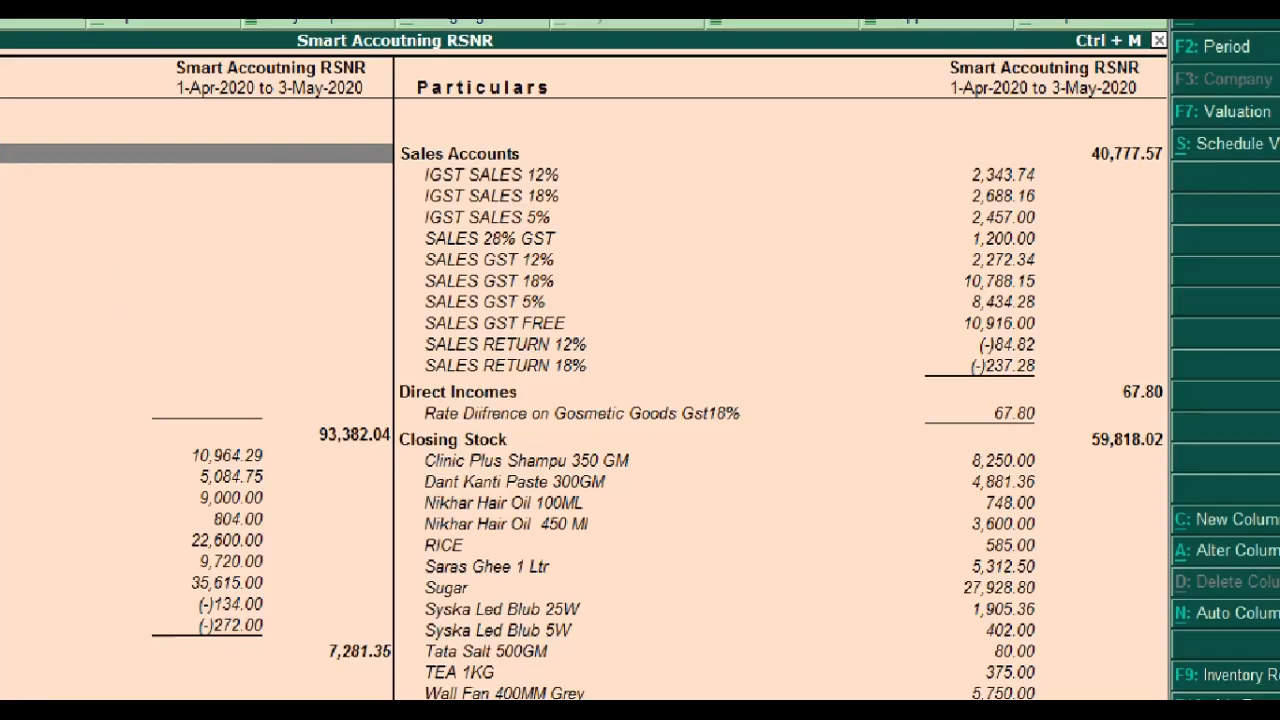 Smart Accoutning RSNR
Ctrl + M
Smart Accoutning RSNR
1-Apr-2020 to 3-May-2020
93,382.04
10,964.29
5,084.75
9,000.00
804.00
22,600.00
9,720.00
35,615.00
(-)134.00
(-)272.00
7,281.35
Particulars
Smart Accoutning RSNR
1-Apr-2020 to 3-May-2020
Sales Accounts 40,777.57
IGST SALES 12% 2,343.74
IGST SALES 18% 2,688.16
IGST SALES 5% 2,457.00
SALES 28% GST 1,200.00
SALES GST 12% 2,272.34
SALES GST 18% 10,788.15
SALES GST 5% 8,434.28
SALES GST FREE 10,916.00
SALES RETURN 12% (-)84.82
SALES RETURN 18% (-)237.28
Direct Incomes 67.80
Rate Diifrence on Gosmetic Goods Gst18% 67.80
Closing Stock 59,818.02
Clinic Plus Shampu 350 GM 8,250.00
Dant Kanti Paste 300GM 4,881.36
Nikhar Hair Oil 100ML 748.00
Nikhar Hair Oil 450 Ml 3,600.00
RICE 585.00
Saras Ghee 1 Ltr 5,312.50
Sugar 27,928.80
Syska Led Blub 25W 1,905.36
Syska Led Blub 5W 402.00
Tata Salt 500GM 80.00
TEA 1KG 375.00
Wall Fan 400MM Grey 5,750.00
F2: Period
F3: Company
F7: Valuation
S: Schedule V
C: New Colum
A: Alter Colum
D: Delete Colu
N: Auto Colum
F9: Inventory Re